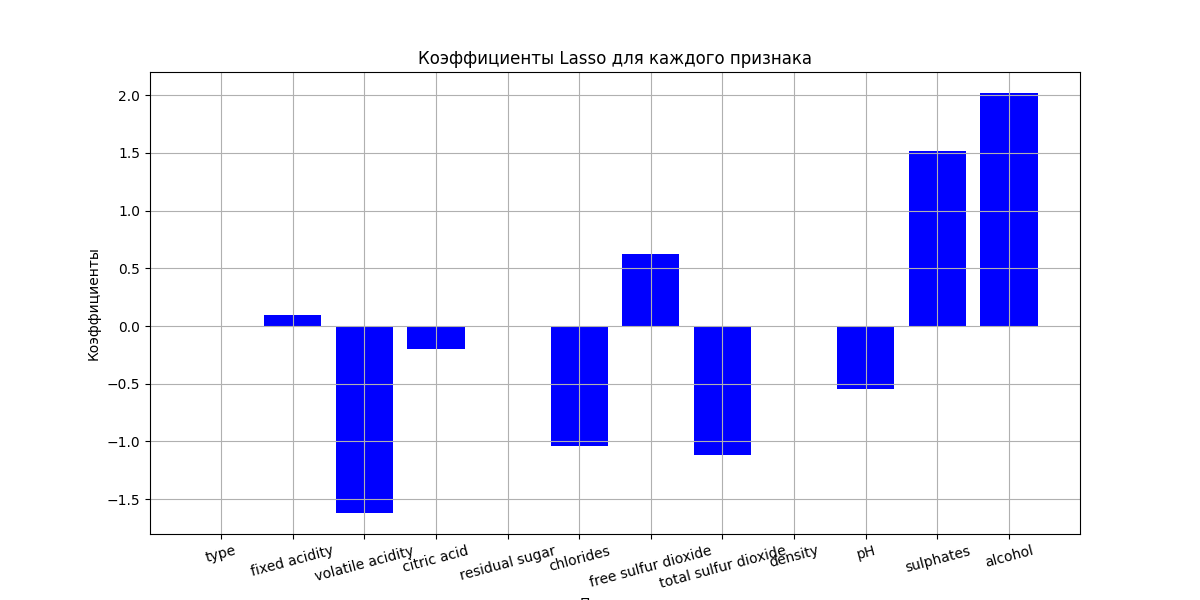 Коэффициенты Lasso для каждого признака
Коэффициенты
2.0
1.5
1.0
0.5
0.0
−0.5
−1.0
−1.5
type
fixed acidity
volatile acidity
citric acid
residual sugar
chlorides
free sulfur dioxide
total sulfur dioxide
density
pH
sulphates
alcohol